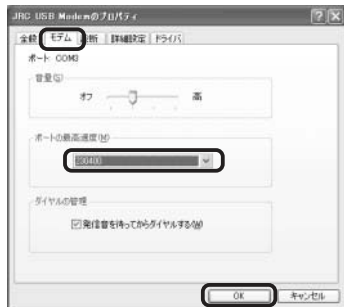 JRC USB Modemのプロパティ
全般 モデム 診断 詳細設定 ドライバ
ポート: COM3
音量(S)
オフ 高
ポートの最高速度(M)
230400
ダイヤルの管理
発信音を待ってからダイヤルする(W)
OK キャンセル